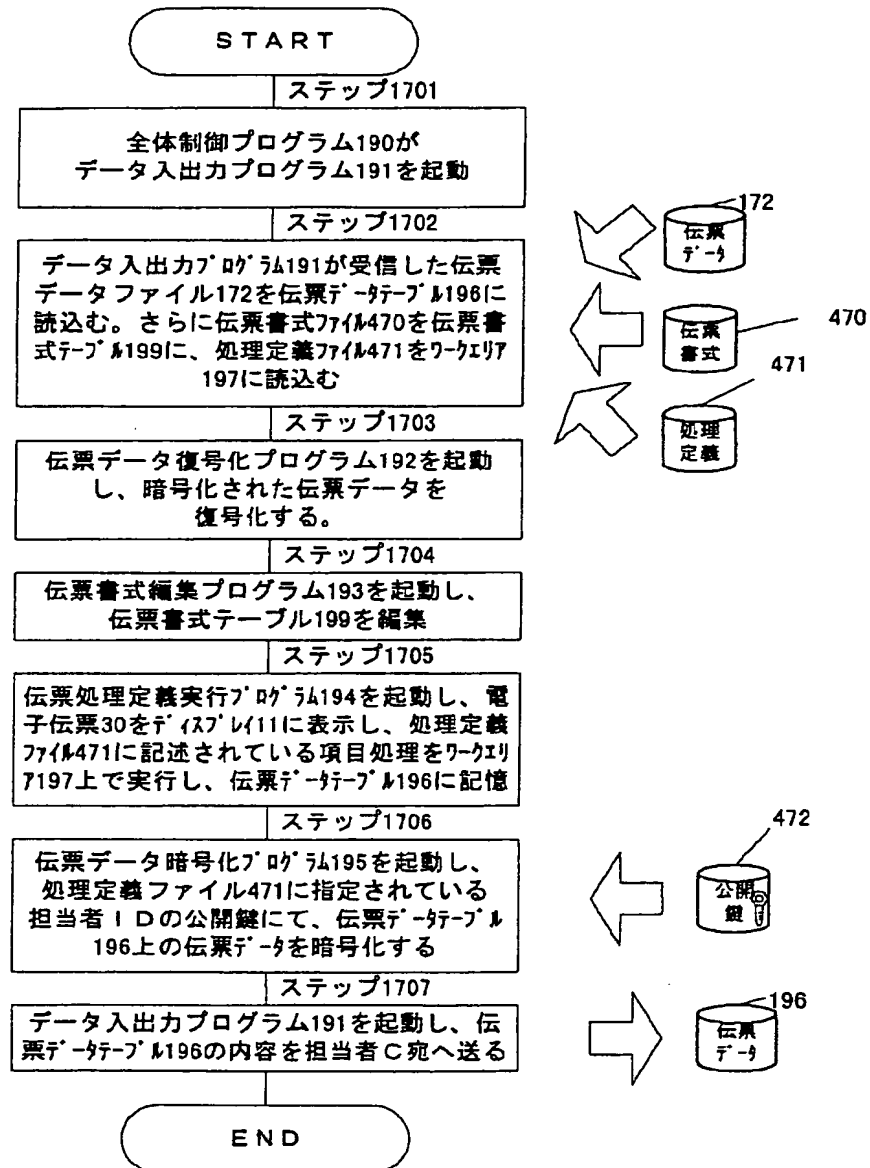 START
ステップ1701
全体制御プログラム190が
データ入出力プログラム191を起動
ステップ1702
データ入出力ﾌﾟﾛｸﾞﾗﾑ191が受信した伝票
データファイル172を伝票ﾃﾞｰﾀﾃｰﾌﾞﾙ196に
読込む。さらに伝票書式ﾌｧｲﾙ470を伝票書
式ﾃｰﾌﾞﾙ199に、処理定義ﾌｧｲﾙ471をﾜｰｸｴﾘｱ
197に読込む
172
伝票
ﾃﾞｰﾀ
伝票
書式
470
471
処理
定義
ステップ1703
伝票データ復号化プログラム192を起動
し、暗号化された伝票データを
復号化する。
ステップ1704
伝票書式編集プログラム193を起動し、
伝票書式テーブル199を編集
ステップ1705
伝票処理定義実行ﾌﾟﾛｸﾞﾗﾑ194を起動し、電
子伝票30をﾃﾞｨｽﾌﾟﾚｲ11に表示し、処理定義
ﾌｧｲﾙ471に記述されている項目処理をﾜｰｸｴﾘ
ｱ197上で実行し、伝票ﾃﾞｰﾀﾃｰﾌﾞﾙ196に記憶
ステップ1706
伝票データ暗号化ﾌﾟﾛｸﾞﾗﾑ195を起動し、
処理定義ファイル471に指定されている
担当者ＩＤの公開鍵にて、伝票ﾃﾞｰﾀﾃｰﾌﾞﾙ
196上の伝票ﾃﾞｰﾀを暗号化する
472
公開
鍵
ステップ1707
データ入出力プログラム191を起動し、伝
票ﾃﾞｰﾀﾃｰﾌﾞﾙ196の内容を担当者Ｃ宛へ送る
196
伝票
ﾃﾞｰﾀ
END